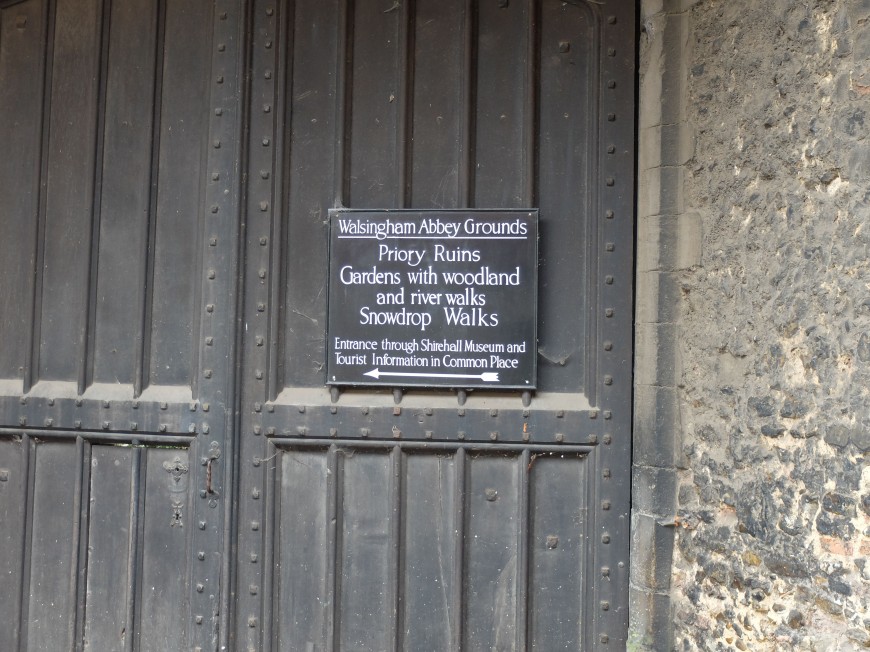 Walsingham Abbey Grounds
Priory Ruins
Gardens with woodland
and river walks
Snowdrop Walks
Entrance through Shirehall Museum and
Tourist Information in Common Place